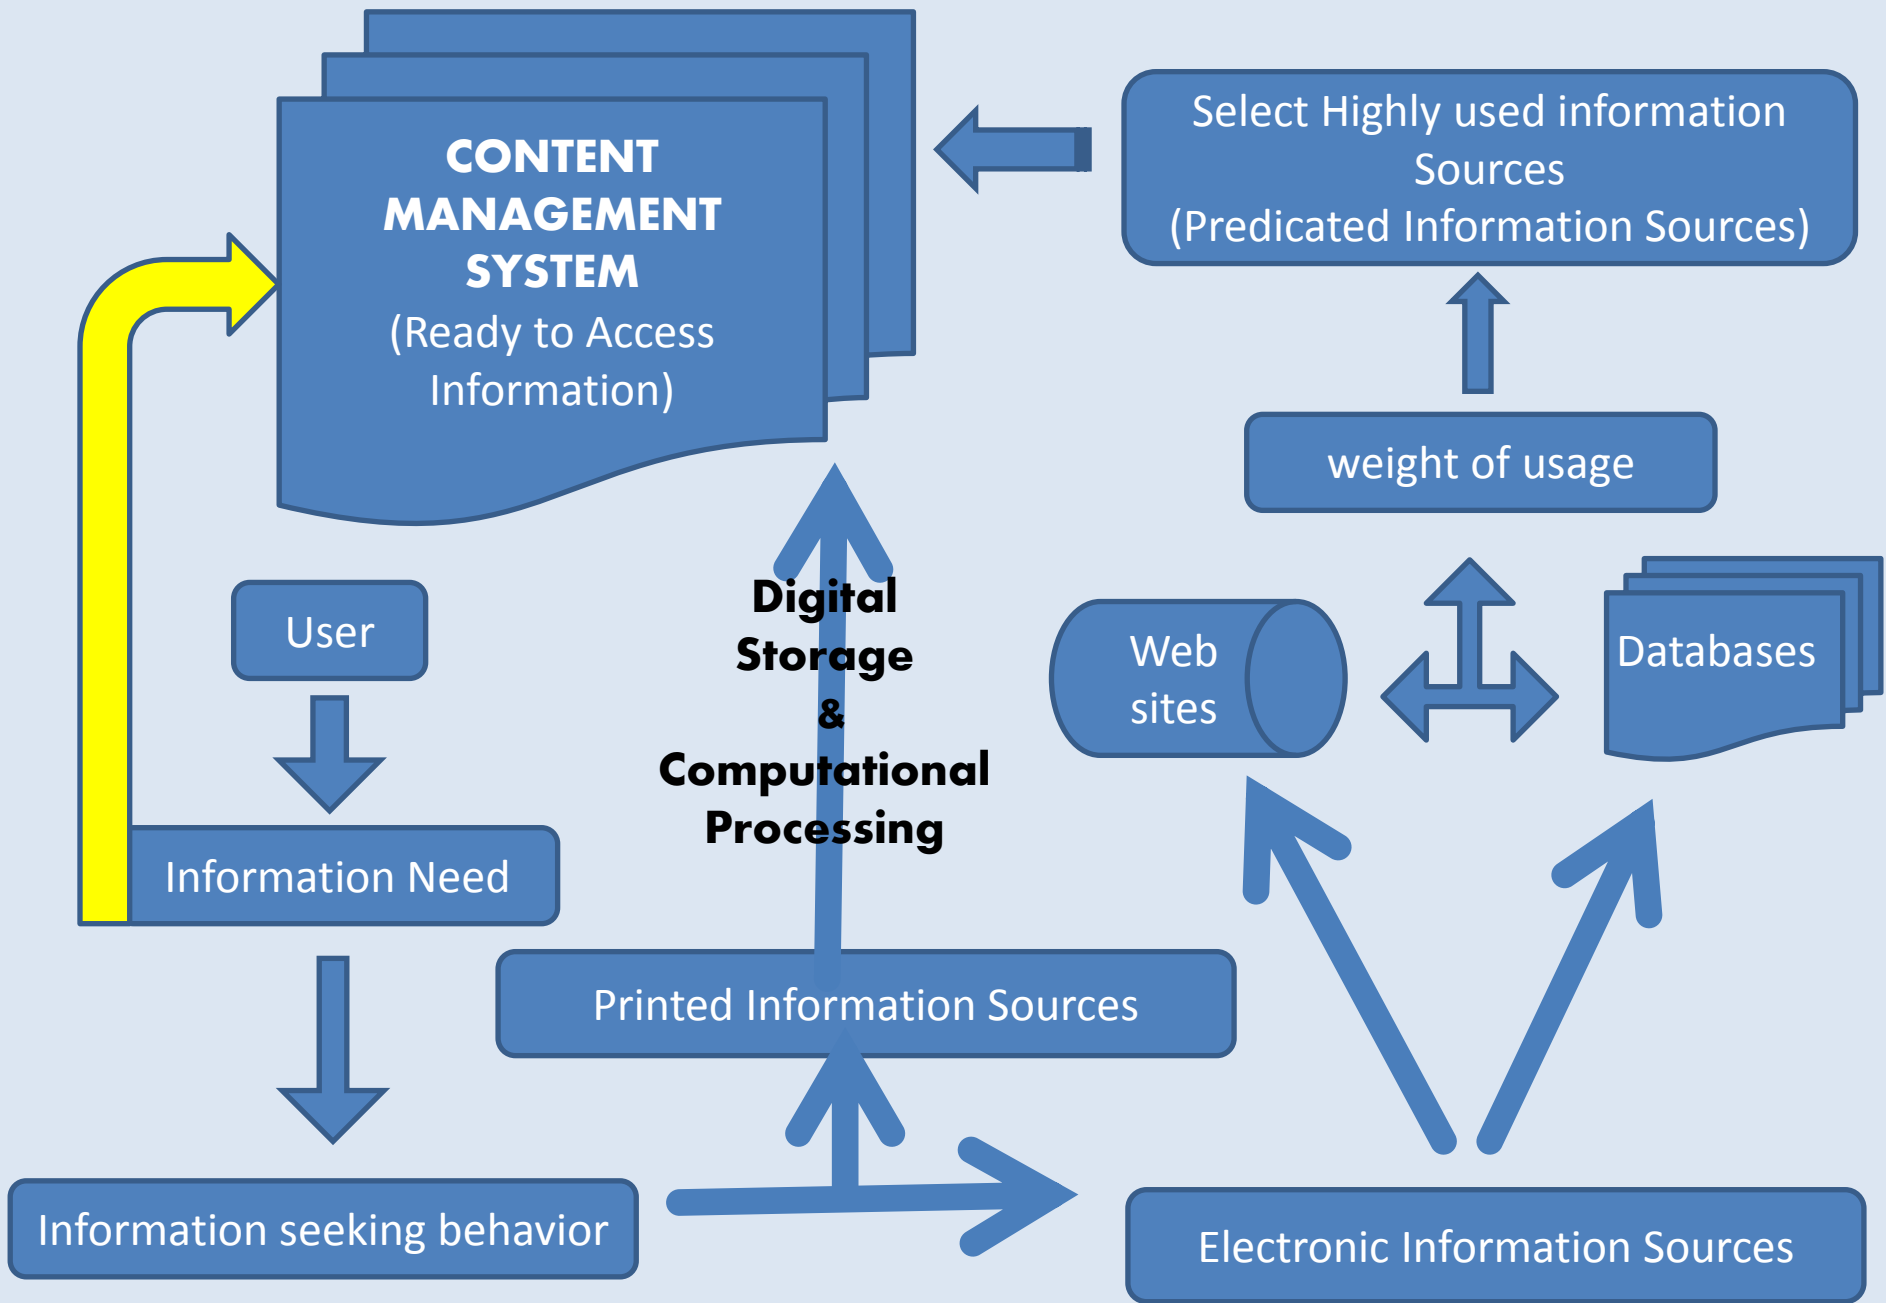 CONTENT
MANAGEMENT
SYSTEM
(Ready to Access
Information)
Select Highly used information
Sources
(Predicated Information Sources)
weight of usage
User
Digital
Storage
&
Computational
Processing
Web
sites
Databases
Information Need
Printed Information Sources
Information seeking behavior
Electronic Information Sources